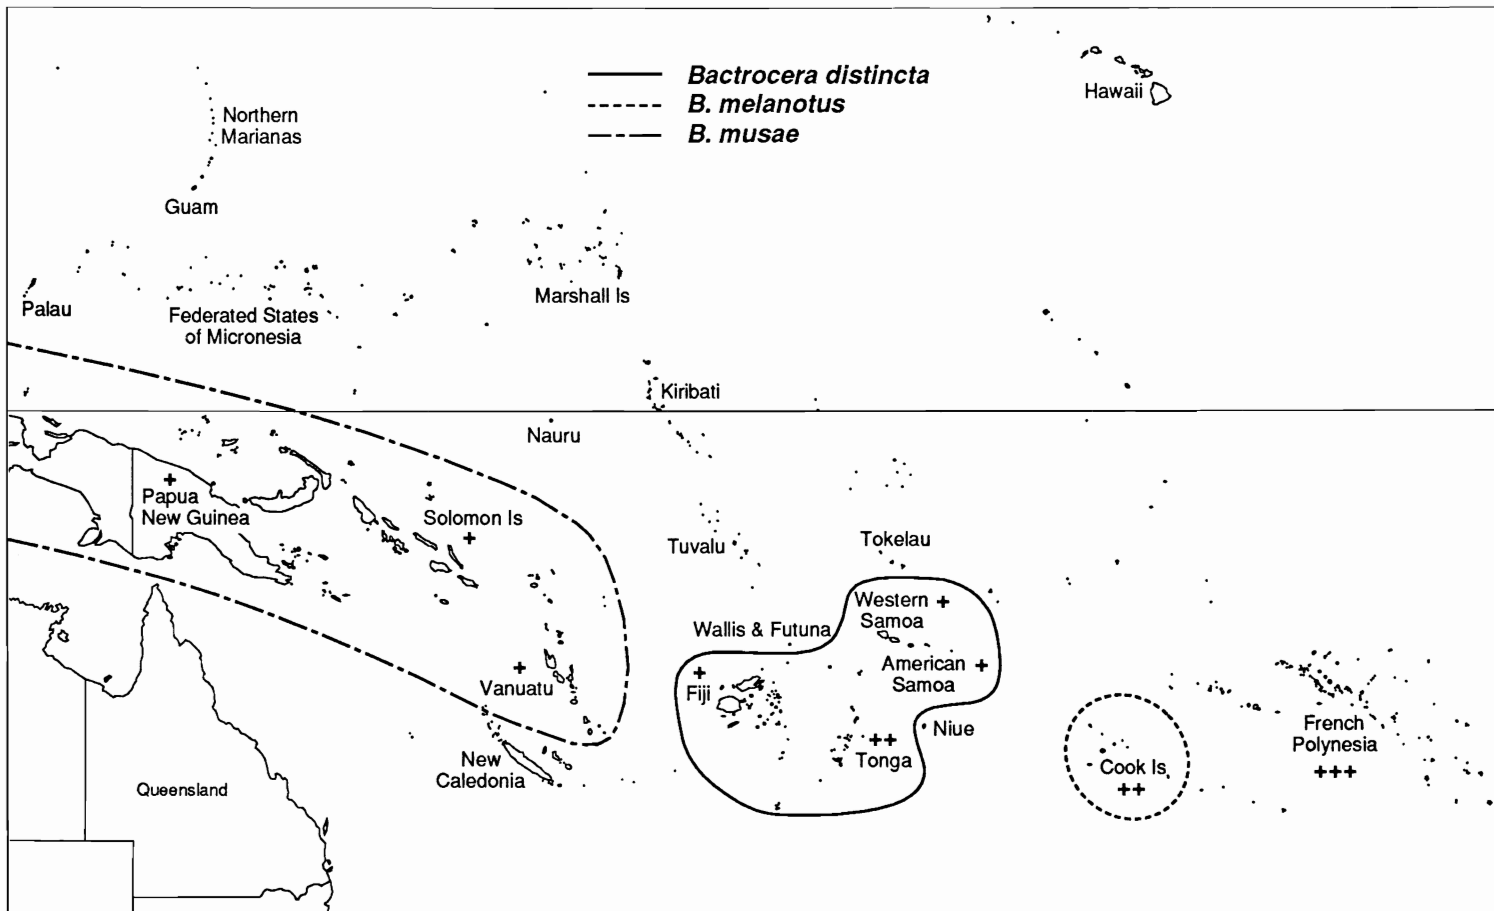 Bactrocera distincta
B. melanotus
B. musae
Hawaii
Northern
Marianas
Guam
Palau
Federated States
of Micronesia
Marshall Is
Kiribati
Nauru
+
Papua
New Guinea
Solomon Is
+
Tuvalu
Tokelau
Western +
Samoa
Wallis & Futuna
American +
Samoa
+
Vanuatu
+
Fiji
Niue
++
Tonga
New
Caledonia
Queensland
Cook Is
++
French
Polynesia
+++